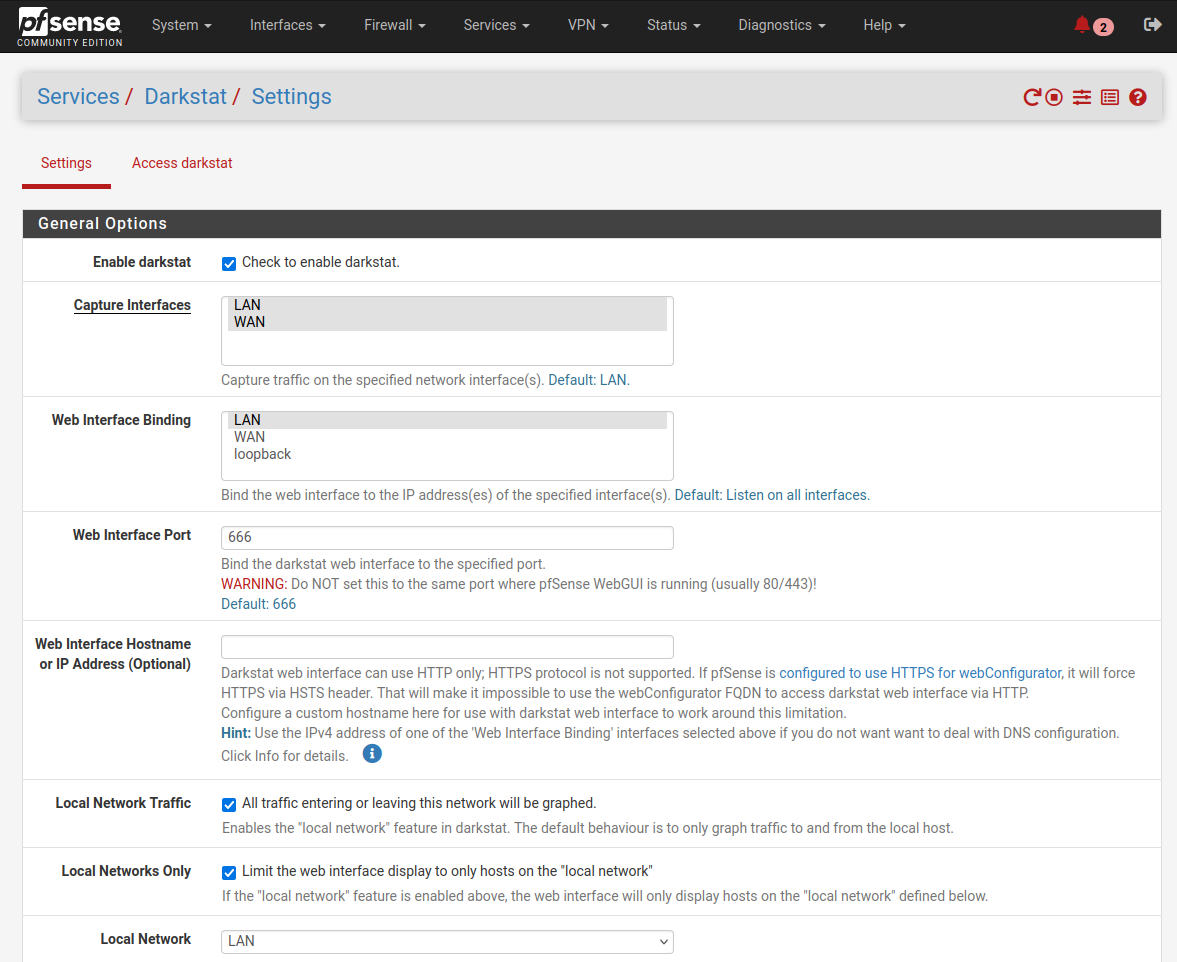 pfsense
COMMUNITY EDITION
System
Interfaces
Firewall
Services
VPN
Status
Diagnostics
Help
2
Services / Darkstat / Settings
Settings
Access darkstat
General Options
Enable darkstat
Check to enable darkstat.
Capture Interfaces
LAN
WAN
Capture traffic on the specified network interface(s). Default: LAN.
Web Interface Binding
LAN
WAN
loopback
Bind the web interface to the IP address(es) of the specified interface(s). Default: Listen on all interfaces.
Web Interface Port
666
Bind the darkstat web interface to the specified port.
WARNING: Do NOT set this to the same port where pfSense WebGUI is running (usually 80/443)!
Default: 666
Web Interface Hostname
or IP Address (Optional)
Darkstat web interface can use HTTP only; HTTPS protocol is not supported. If pfSense is configured to use HTTPS for webConfigurator, it will force
HTTPS via HSTS header. That will make it impossible to use the webConfigurator FQDN to access darkstat web interface via HTTP.
Configure a custom hostname here for use with darkstat web interface to work around this limitation.
Hint: Use the IPv4 address of one of the 'Web Interface Binding' interfaces selected above if you do not want want to deal with DNS configuration.
Click Info for details.
Local Network Traffic
All traffic entering or leaving this network will be graphed.
Enables the "local network" feature in darkstat. The default behaviour is to only graph traffic to and from the local host.
Local Networks Only
Limit the web interface display to only hosts on the "local network"
If the "local network" feature is enabled above, the web interface will only display hosts on the "local network" defined below.
Local Network
LAN